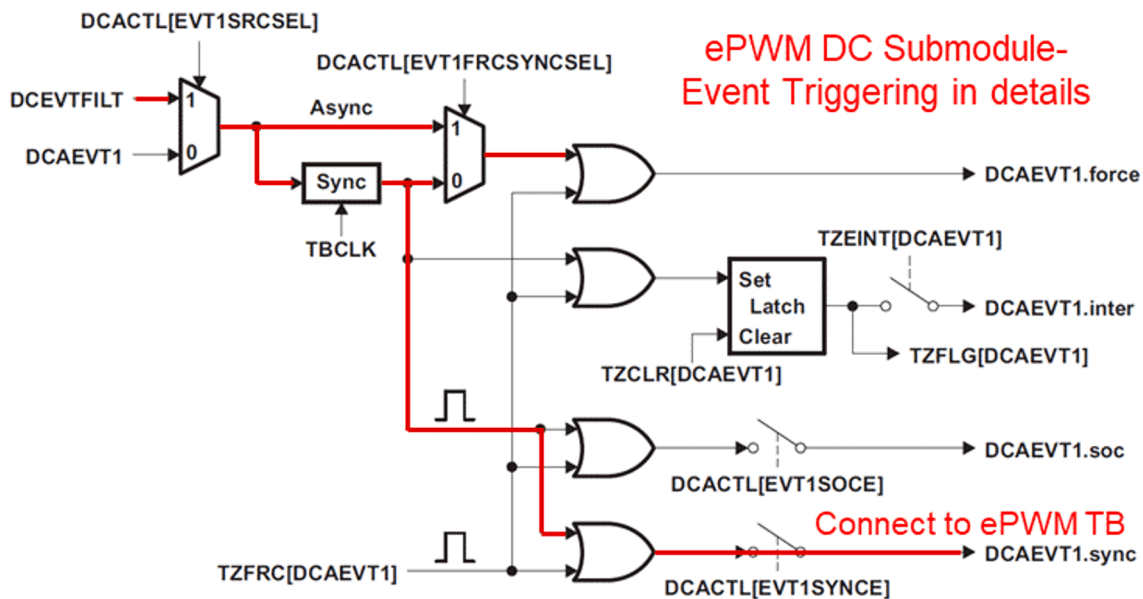 DCACTL[EVT1SRCSEL]
ePWM DC Submodule-
Event Triggering in details
DCACTL[EVT1FRCSYNCSEL]
DCEVTFILT
1
Async
1
DCAEVT1
0
Sync
0
DCAEVT1.force
TBCLK
TZEINT[DCAEVT1]
Set
Latch
Clear
DCAEVT1.inter
TZFLG[DCAEVT1]
TZCLR[DCAEVT1]
DCAEVT1.soc
DCACTL[EVT1SOCE]
Connect to ePWM TB
DCAEVT1.sync
TZFRC[DCAEVT1]
DCACTL[EVT1SYNCE]